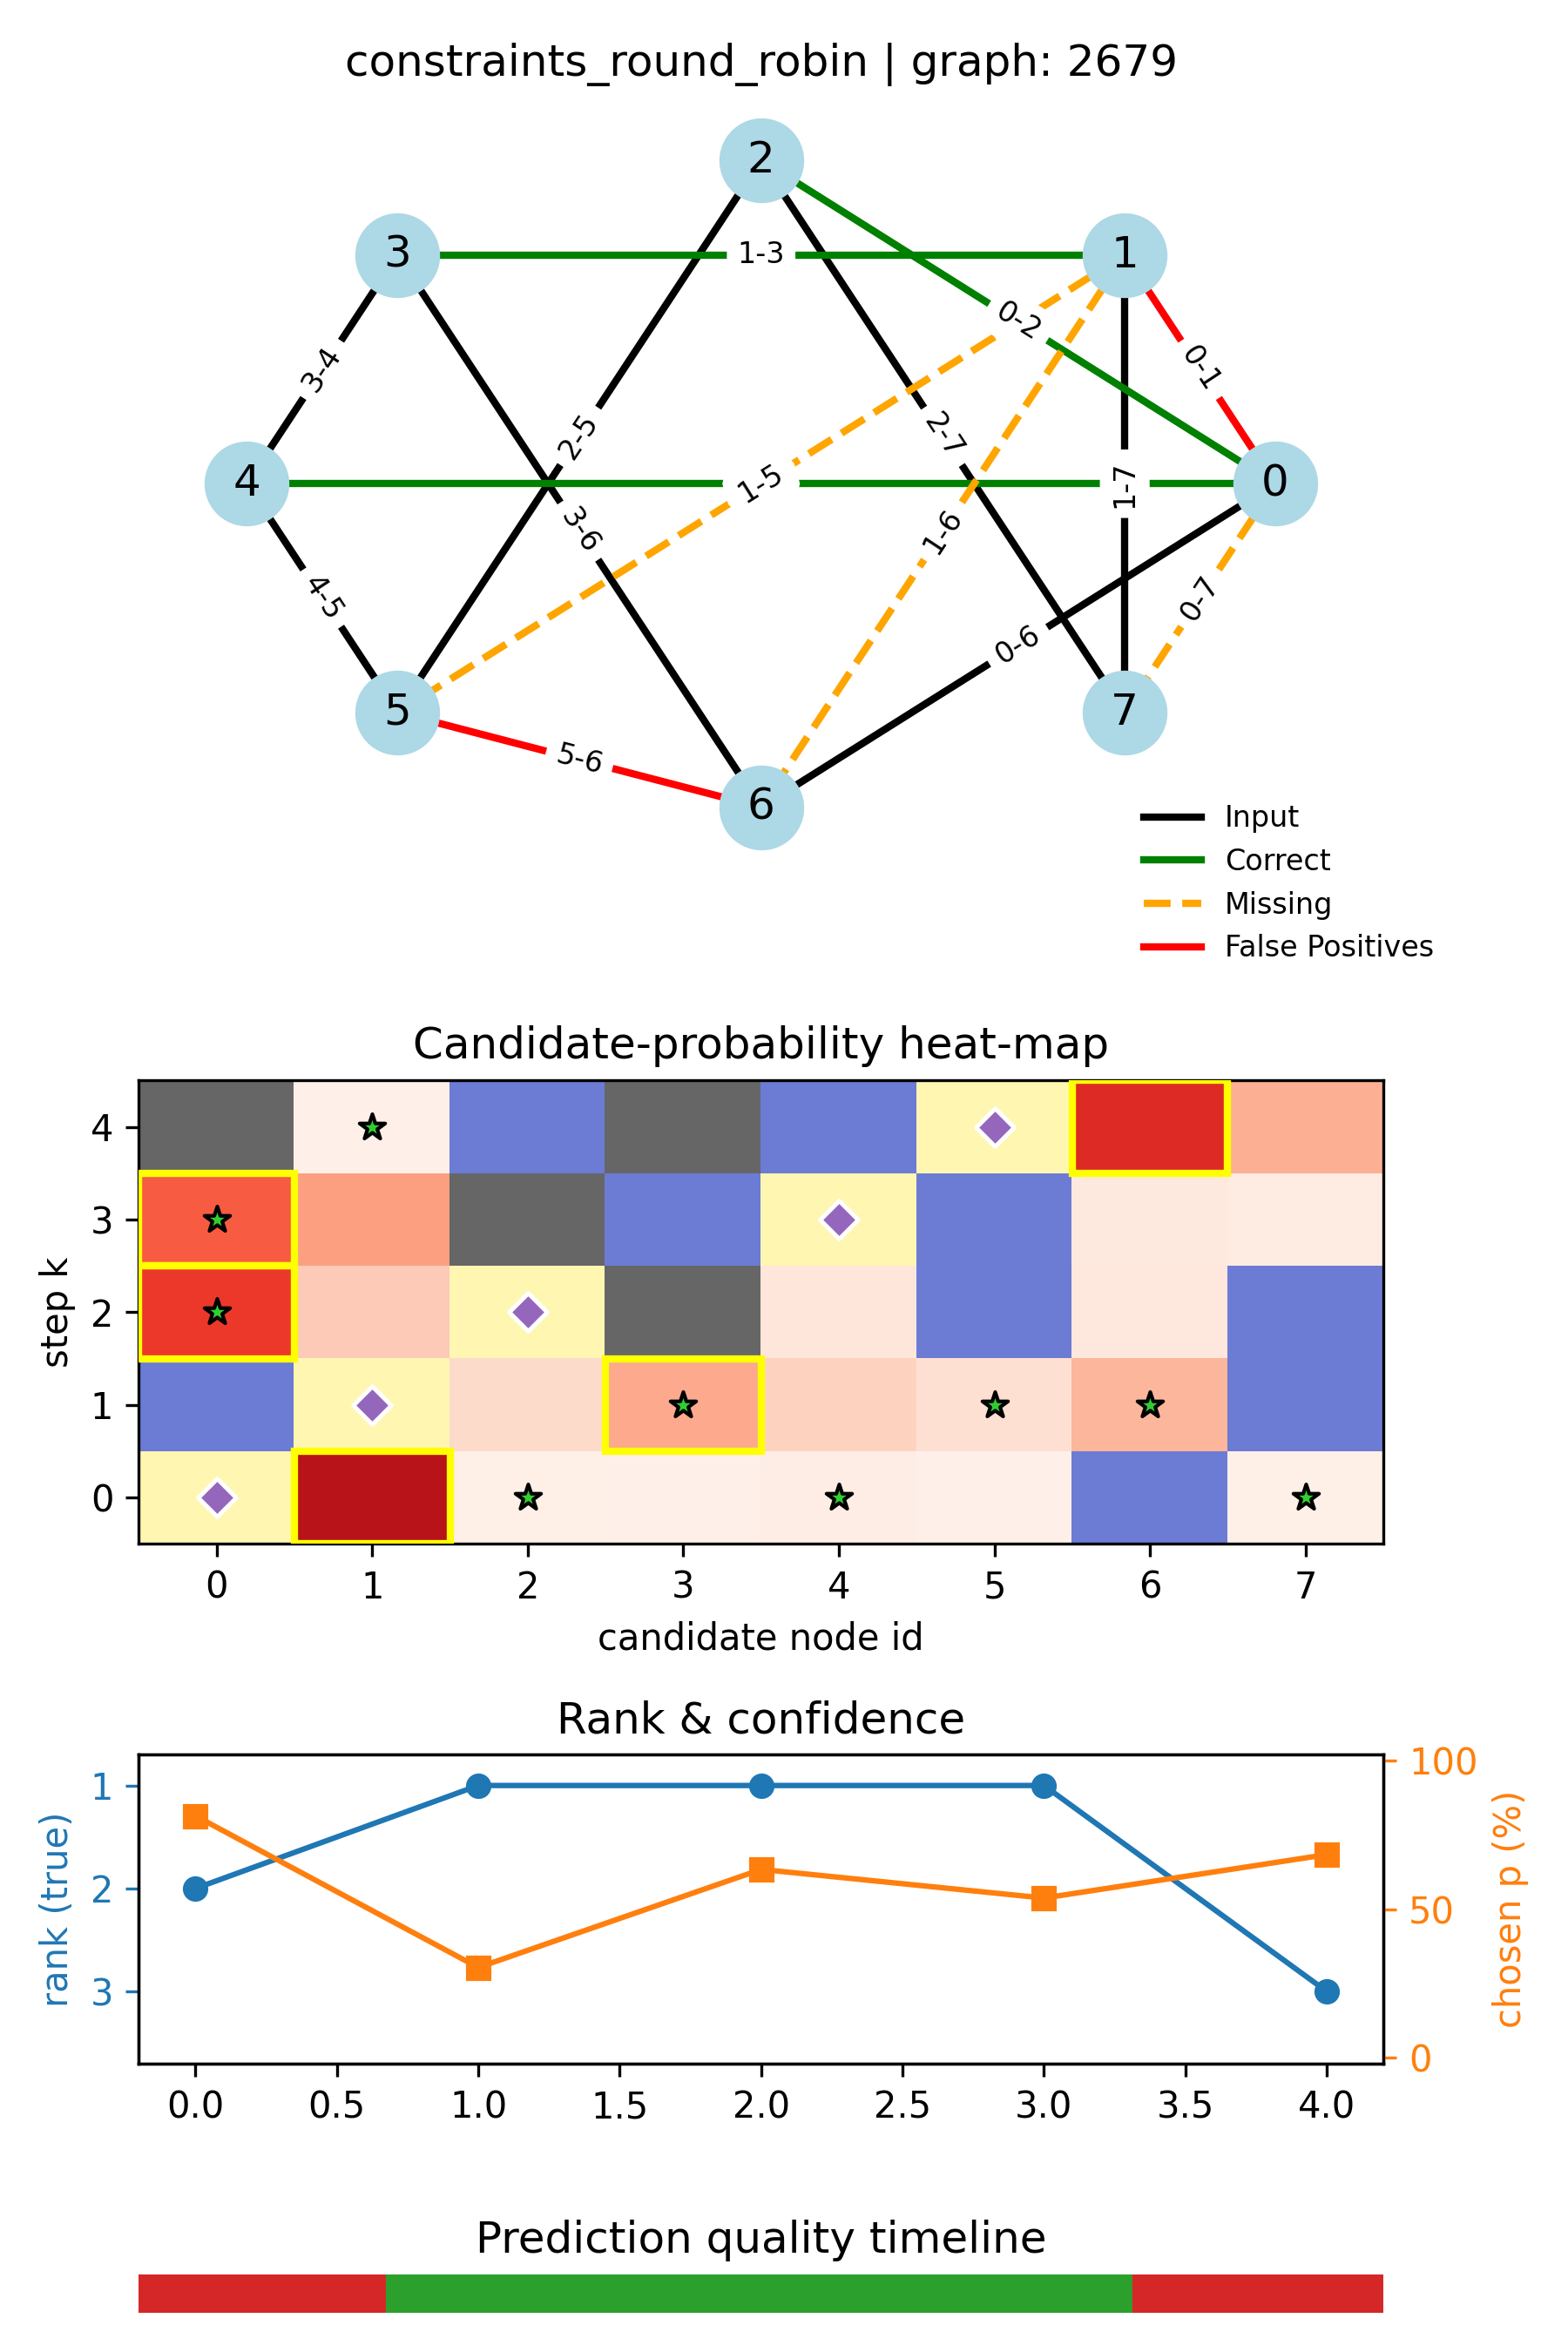 constraints_round_robin | graph: 2679
2
3
1
1-3
0-2
3-4
0-1
2-5
2-7
4
1-5
1-7
0
3-6
1-6
4-5
0-7
0-6
5
7
5-6
6
Input
Correct
Missing
False Positives
Candidate-probability heat-map
4
3
2
1
0
step k
0 1 2 3 4 5 6 7
candidate node id
Rank & confidence
1
2
3
rank (true)
100
50
0
chosen p (%)
0.0 0.5 1.0 1.5 2.0 2.5 3.0 3.5 4.0
Prediction quality timeline